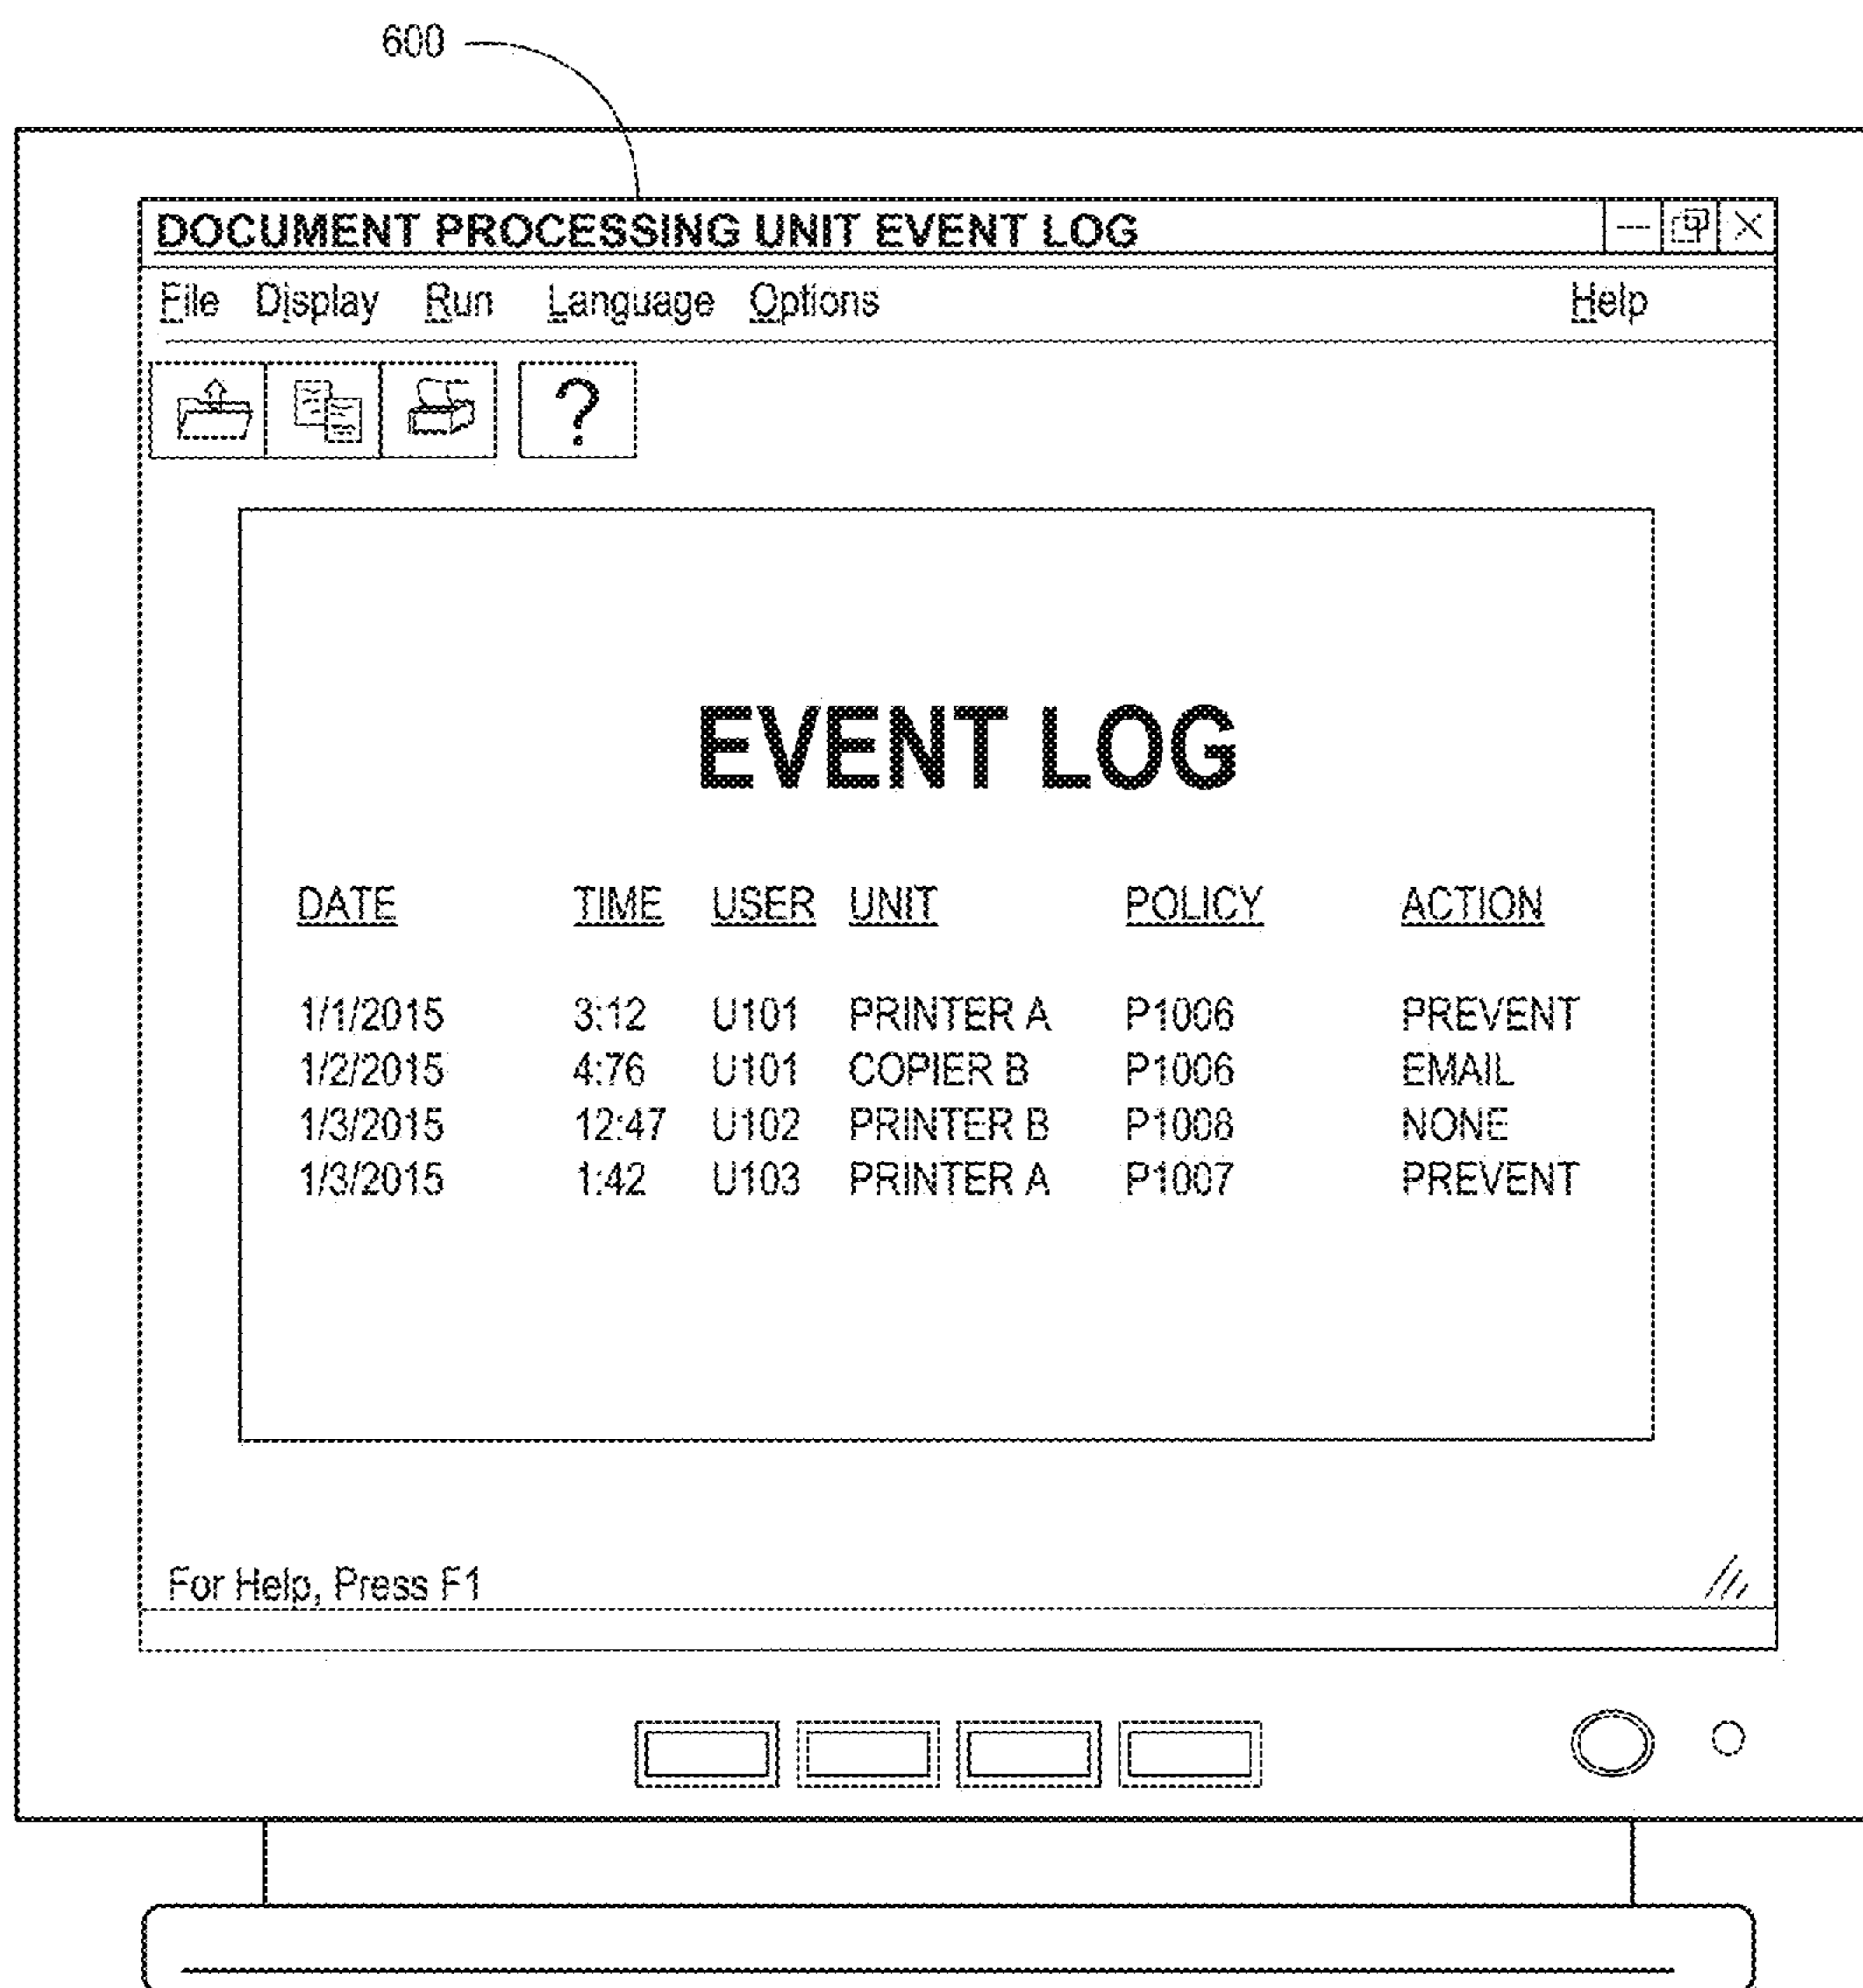 600
DOCUMENT PROCESSING UNIT EVENT LOG
File Display Run Language Options Help
?
EVENT LOG
DATE TIME USER UNIT POLICY ACTION
1/1/2015 3:12 U101 PRINTER A P1006 PREVENT
1/2/2015 4:76 U101 COPIER B P1006 EMAIL
1/3/2015 12:47 U102 PRINTER B P1008 NONE
1/3/2015 1:42 U103 PRINTER A P1007 PREVENT
For Help, Press F1